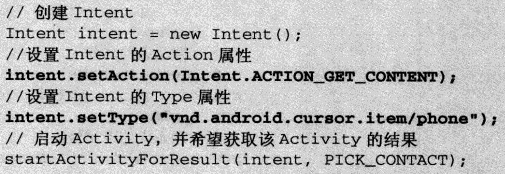 // 创建 Intent
Intent intent = new Intent();
//设置 Intent 的 Action 属性
intent.setAction(Intent.ACTION_GET_CONTENT);
//设置 Intent 的 Type 属性
intent.setType("vnd.android.cursor.item/phone");
// 启动 Activity，并希望获取该 Activity 的结果
startActivityForResult(intent, PICK_CONTACT);